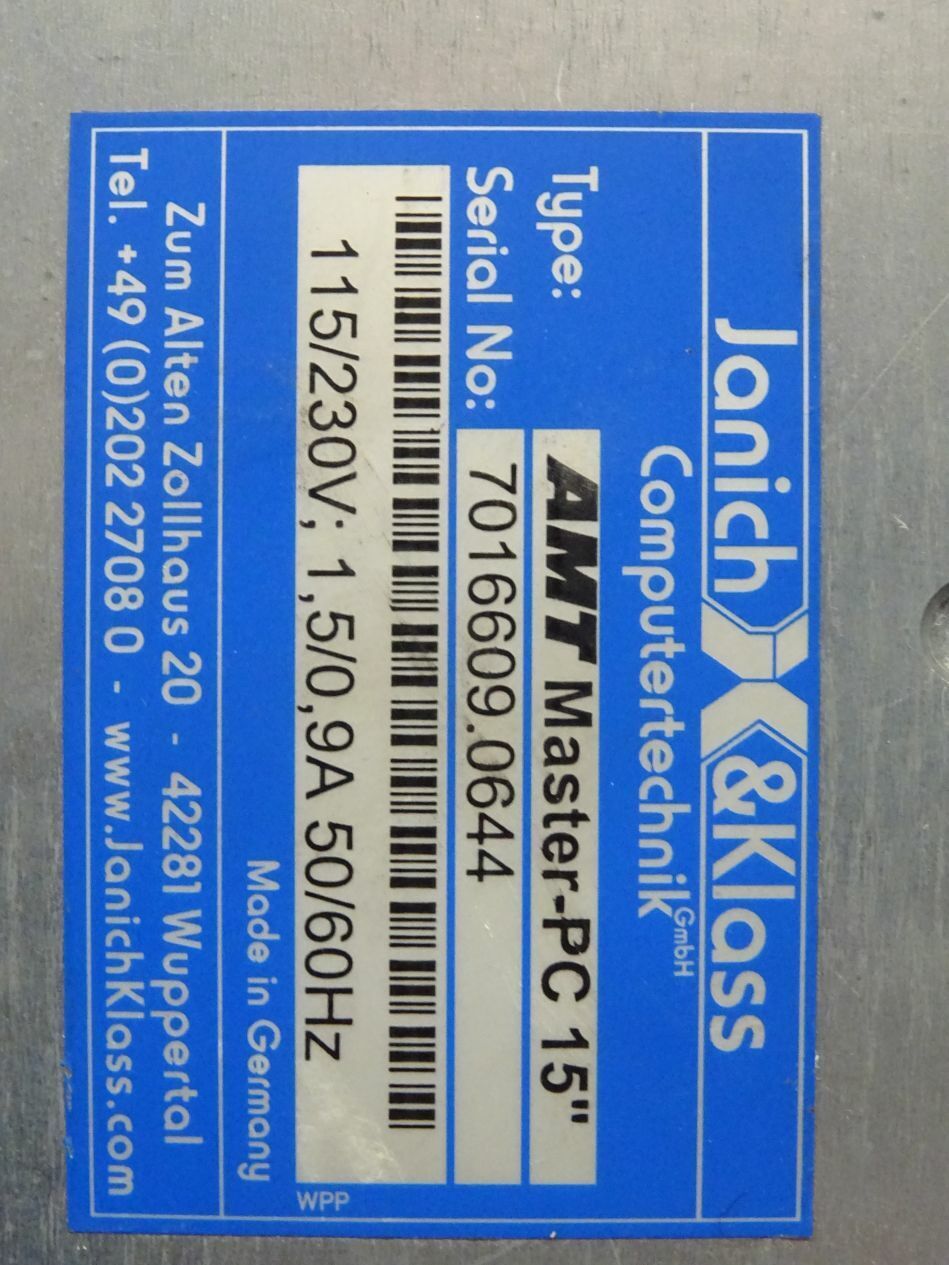 Janich & Klass
Computertechnik GmbH
Type: AMT Master-PC 15"
Serial No: 7016609.0644
115/230V; 1,5/0,9A 50/60Hz
WPP
Made in Germany
Zum Alten Zollhaus 20 - 42281 Wuppertal
Tel. +49 (0)202 2708 0 - www.JanichKlass.com